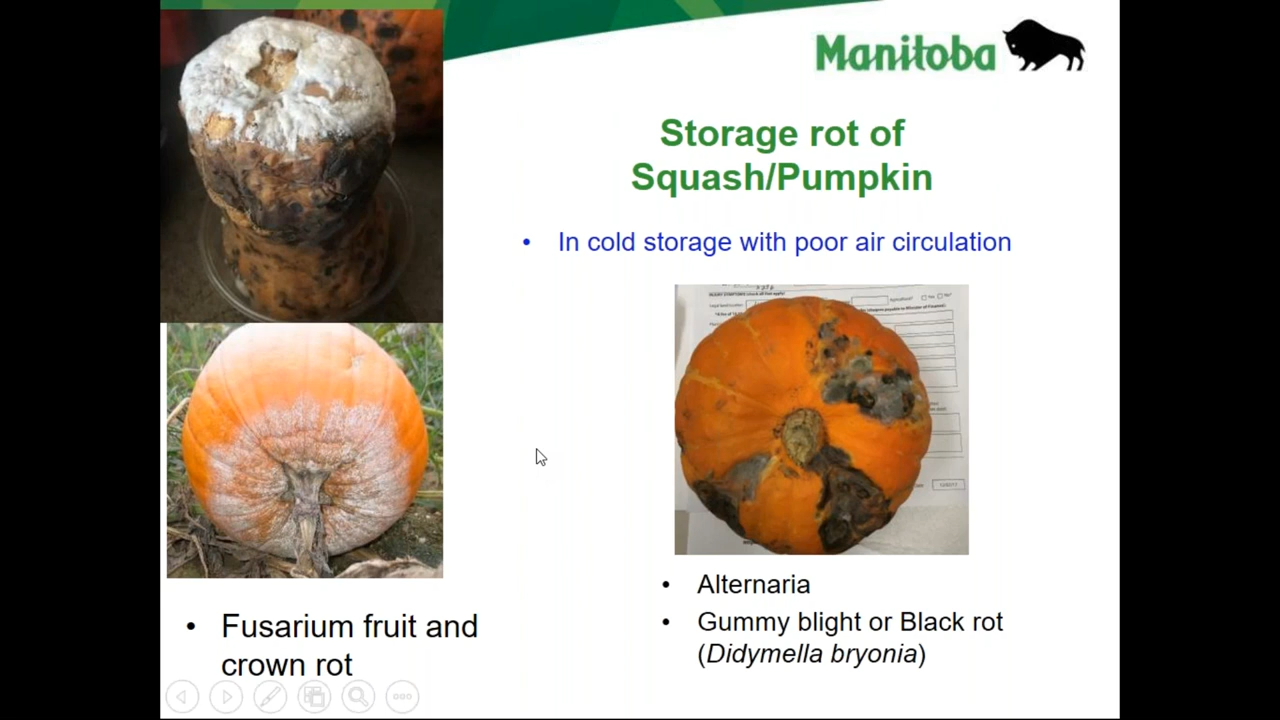 Manitoba
Storage rot of
Squash/Pumpkin
• In cold storage with poor air circulation
• Fusarium fruit and
crown rot
• Alternaria
• Gummy blight or Black rot
(Didymella bryonia)